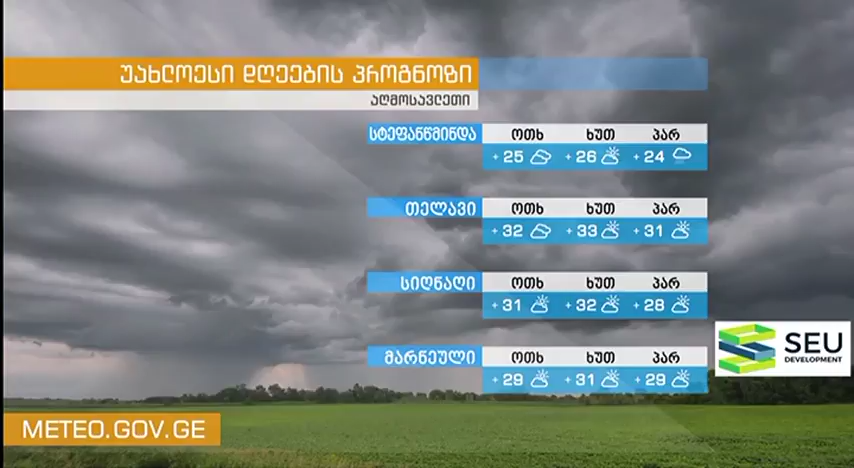 უახლოესი დღეების პროგნოზი
აღმოსავლეთი
სტეფანწმინდა ოთხ ხუთ პარ
+25 +26 +24
თელავი ოთხ ხუთ პარ
+32 +33 +31
სიღნაღი ოთხ ხუთ პარ
+31 +32 +28
მარნეული ოთხ ხუთ პარ
+29 +31 +29
SEU
DEVELOPMENT
METEO.GOV.GE